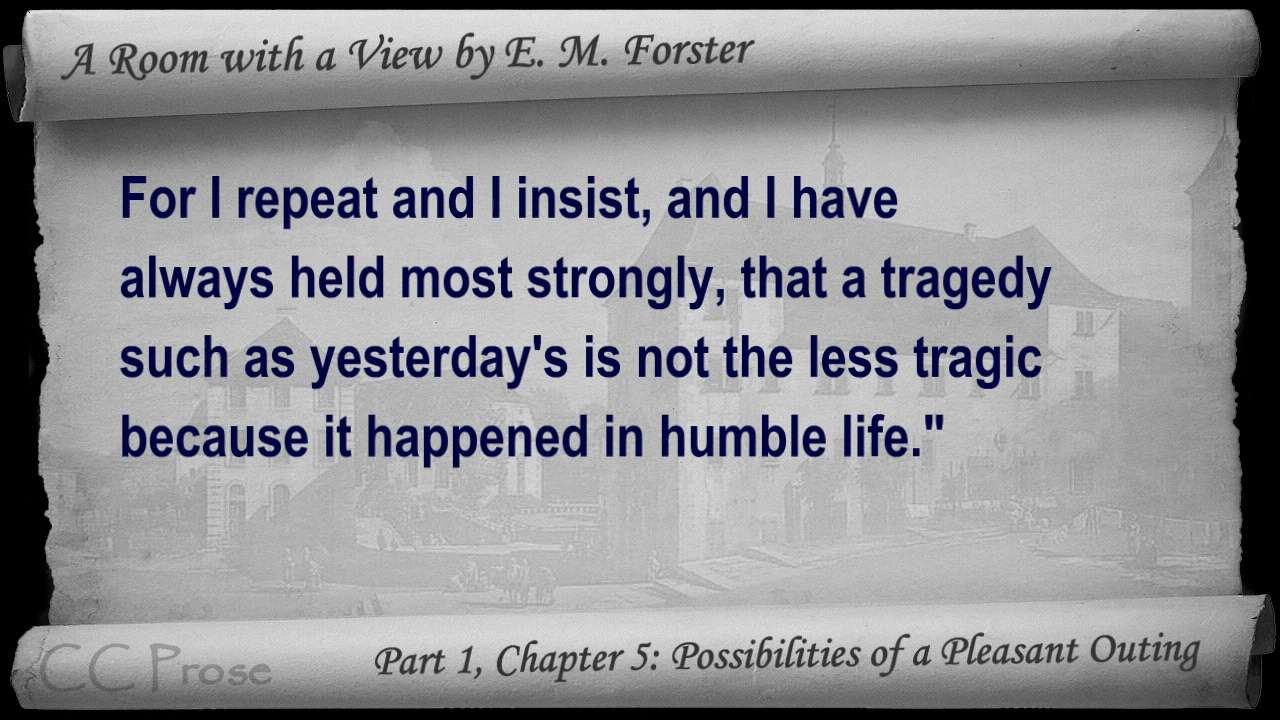 A Room with a View by E. M. Forster
For I repeat and I insist, and I have
always held most strongly, that a tragedy
such as yesterday's is not the less tragic
because it happened in humble life."
CC Prose
Part 1, Chapter 5: Possibilities of a Pleasant Outing